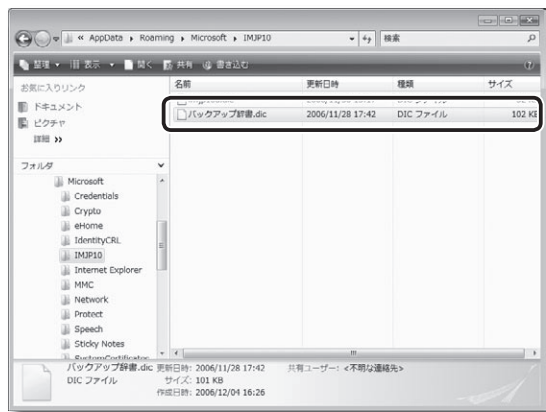 « AppData ▸ Roaming ▸ Microsoft ▸ IMJP10
検索
整理 表示 開く 共有 書き込む
お気に入りリンク
ドキュメント
ピクチャ
詳細 »
フォルダ
Microsoft
Credentials
Crypto
eHome
IdentityCRL
IMJP10
Internet Explorer
MMC
Network
Protect
Speech
Sticky Notes
SystemCertificates
名前 更新日時 種類 サイズ
バックアップ辞書.dic 2006/11/28 17:42 DIC ファイル 102 KB
バックアップ辞書.dic 更新日時: 2006/11/28 17:42 共有ユーザー: <不明な連絡先>
DIC ファイル サイズ: 101 KB
作成日時: 2006/12/04 16:26